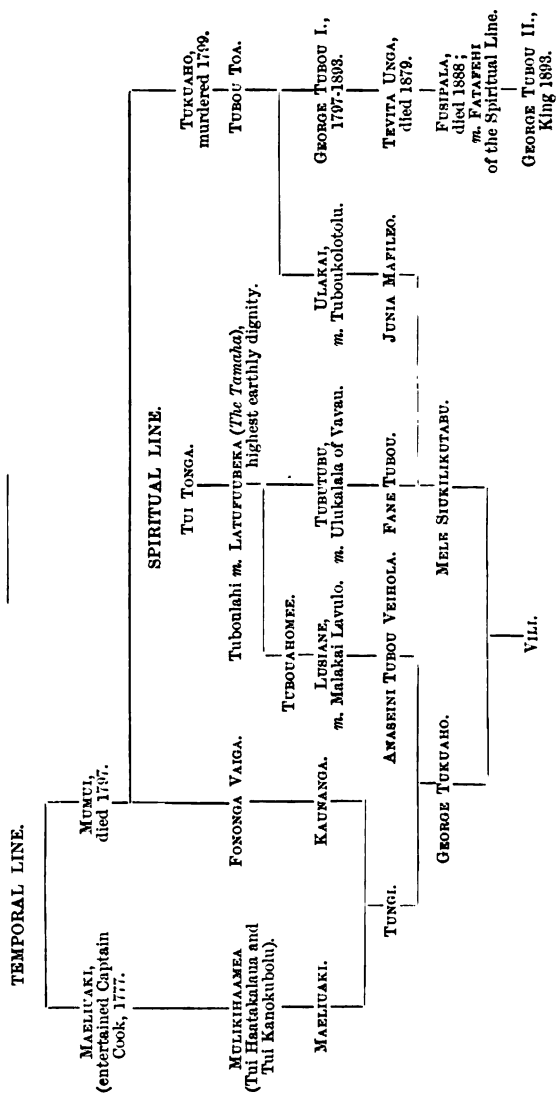 TEMPORAL LINE.
MAELIUAKI,
(entertained Captain
Cook, 1777.
MUMUI,
died 1797.
SPIRITUAL LINE.
TUI TONGA.
TUKUAHO,
murdered 1799.
MULIKIHAAMEA
(Tui Haatakalaua and
Tui Kanokubolu).
FONONGA VAIGA.
Tuboulahi m. LATUFUUBEKA (The Tamaha),
highest earthly dignity.
TUBOU TOA.
TUBOUAHOMEE.
MAELIUAKI.
KAUNANGA.
LUSIANE,
m. Malakai Lavulo.
TUBUTUBU,
m. Ulukalala of Vavau.
ULAKAI,
m. Tuboukolotolu.
GEORGE TUBOU I.,
1797-1893.
TUNGI.
ANASEINI TUBOU VEIHOLA.
FANE TUBOU.
JUNIA MAFILEO.
TEVITA UNGA,
died 1879.
GEORGE TUKUAHO.
MELE SIUKILIKUTABU.
FUSIPALA,
died 1888;
m. FATAFEHI
of the Spiritual Line.
VILI.
GEORGE TUBOU II.,
King 1893.